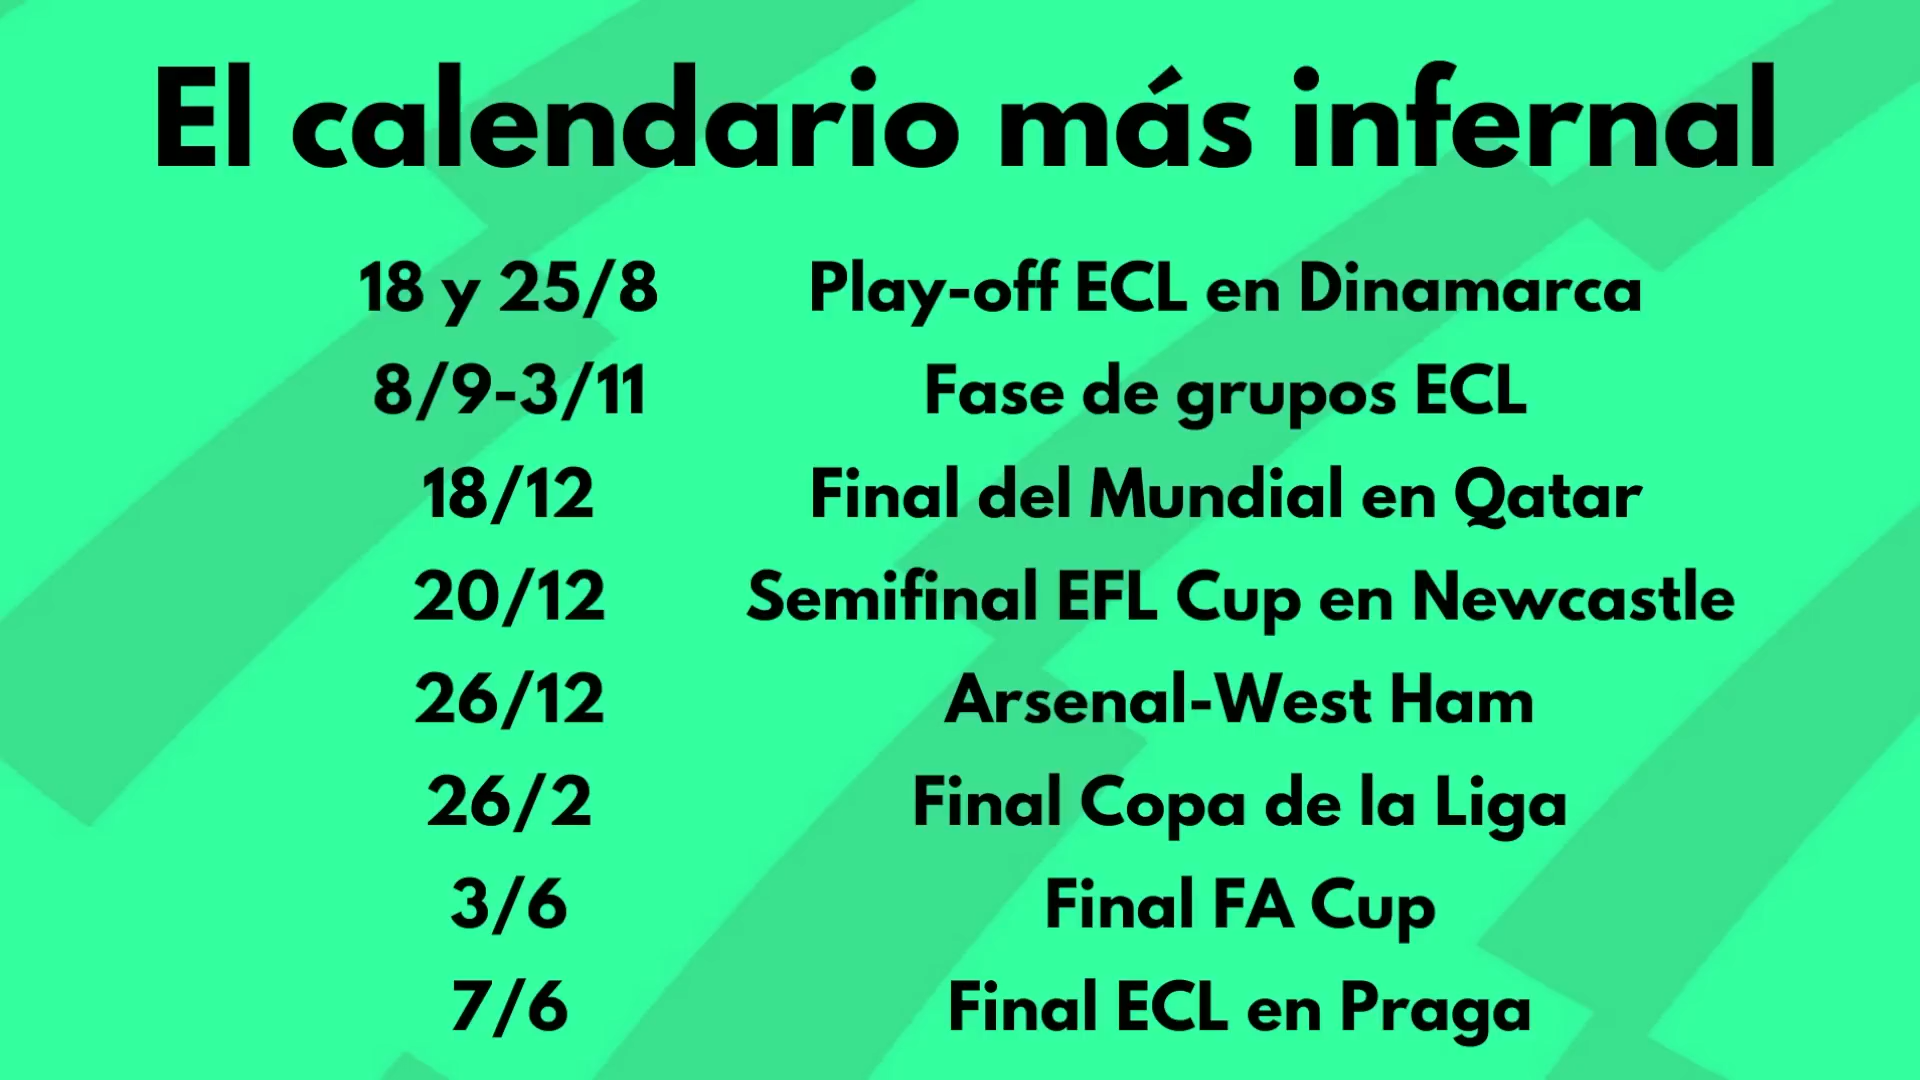 El calendario más infernal
18 y 25/8 Play-off ECL en Dinamarca
8/9-3/11 Fase de grupos ECL
18/12 Final del Mundial en Qatar
20/12 Semifinal EFL Cup en Newcastle
26/12 Arsenal-West Ham
26/2 Final Copa de la Liga
3/6 Final FA Cup
7/6 Final ECL en Praga